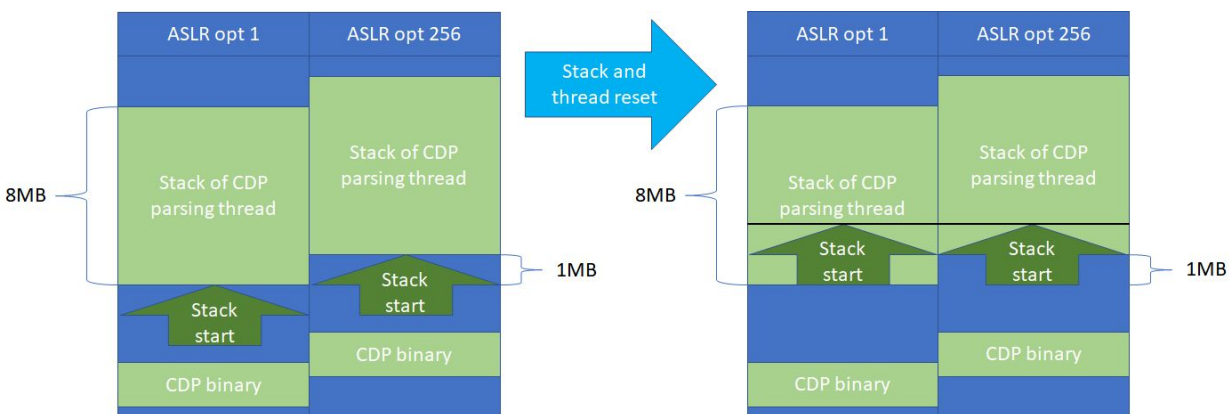 ASLR opt 1
ASLR opt 256
Stack of CDP
parsing thread
Stack of CDP
parsing thread
8MB
1MB
Stack
start
Stack
start
CDP binary
CDP binary
Stack and
thread reset
ASLR opt 1
ASLR opt 256
Stack of CDP
parsing thread
Stack of CDP
parsing thread
8MB
1MB
Stack
start
Stack
start
CDP binary
CDP binary